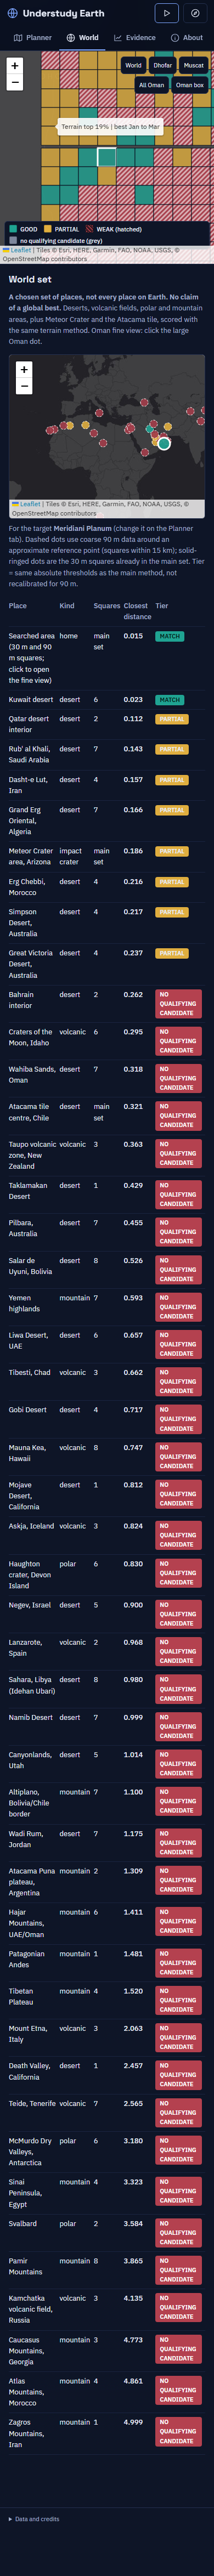 Understudy Earth
Planner World Evidence About
+
−
World Dhofar Muscat
All Oman Oman box
Terrain top 19% | best Jan to Mar
GOOD PARTIAL WEAK (hatched)
no qualifying candidate (grey)
Leaflet | Tiles © Esri, HERE, Garmin, FAO, NOAA, USGS, ©
OpenStreetMap contributors
World set
A chosen set of places, not every place on Earth. No claim
of a global best. Deserts, volcanic fields, polar and mountain
areas, plus Meteor Crater and the Atacama tile, scored with
the same terrain method. Oman fine view: click the large
Oman dot.
+
−
Leaflet | Tiles © Esri, HERE, Garmin, FAO, NOAA, USGS, ©
OpenStreetMap contributors
For the target Meridiani Planum (change it on the Planner
tab). Dashed dots use coarse 90 m data around an
approximate reference point (squares within 15 km); solid-
ringed dots are the 30 m squares already in the main set. Tier
= same absolute thresholds as the main method, not
recalibrated for 90 m.
Place Kind Squares Closest distance Tier
Searched area (30 m and 90 m squares; click to open the fine view) home main set 0.015 MATCH
Kuwait desert desert 6 0.023 MATCH
Qatar desert interior desert 2 0.112 PARTIAL
Rub' al Khali, Saudi Arabia desert 7 0.143 PARTIAL
Dasht-e Lut, Iran desert 4 0.157 PARTIAL
Grand Erg Oriental, Algeria desert 7 0.166 PARTIAL
Meteor Crater area, Arizona impact crater main set 0.186 PARTIAL
Erg Chebbi, Morocco desert 4 0.216 PARTIAL
Simpson Desert, Australia desert 4 0.217 PARTIAL
Great Victoria Desert, Australia desert 4 0.237 PARTIAL
Bahrain interior desert 2 0.262 NO QUALIFYING CANDIDATE
Craters of the Moon, Idaho volcanic 6 0.295 NO QUALIFYING CANDIDATE
Wahiba Sands, Oman desert 7 0.318 NO QUALIFYING CANDIDATE
Atacama tile centre, Chile desert main set 0.321 NO QUALIFYING CANDIDATE
Taupo volcanic zone, New Zealand volcanic 3 0.363 NO QUALIFYING CANDIDATE
Taklamakan Desert desert 1 0.429 NO QUALIFYING CANDIDATE
Pilbara, Australia desert 7 0.455 NO QUALIFYING CANDIDATE
Salar de Uyuni, Bolivia desert 8 0.526 NO QUALIFYING CANDIDATE
Yemen highlands mountain 7 0.593 NO QUALIFYING CANDIDATE
Liwa Desert, UAE desert 6 0.657 NO QUALIFYING CANDIDATE
Tibesti, Chad volcanic 3 0.662 NO QUALIFYING CANDIDATE
Gobi Desert desert 4 0.717 NO QUALIFYING CANDIDATE
Mauna Kea, Hawaii volcanic 8 0.747 NO QUALIFYING CANDIDATE
Mojave Desert, California desert 1 0.812 NO QUALIFYING CANDIDATE
Askja, Iceland volcanic 3 0.824 NO QUALIFYING CANDIDATE
Haughton crater, Devon Island polar 6 0.830 NO QUALIFYING CANDIDATE
Negev, Israel desert 5 0.900 NO QUALIFYING CANDIDATE
Lanzarote, Spain volcanic 2 0.968 NO QUALIFYING CANDIDATE
Sahara, Libya (Idehan Ubari) desert 8 0.980 NO QUALIFYING CANDIDATE
Namib Desert desert 7 0.999 NO QUALIFYING CANDIDATE
Canyonlands, Utah desert 5 1.014 NO QUALIFYING CANDIDATE
Altiplano, Bolivia/Chile border mountain 7 1.100 NO QUALIFYING CANDIDATE
Wadi Rum, Jordan desert 7 1.175 NO QUALIFYING CANDIDATE
Atacama Puna plateau, Argentina mountain 2 1.309 NO QUALIFYING CANDIDATE
Hajar Mountains, UAE/Oman mountain 6 1.411 NO QUALIFYING CANDIDATE
Patagonian Andes mountain 1 1.481 NO QUALIFYING CANDIDATE
Tibetan Plateau mountain 4 1.520 NO QUALIFYING CANDIDATE
Mount Etna, Italy volcanic 3 2.063 NO QUALIFYING CANDIDATE
Death Valley, California desert 1 2.457 NO QUALIFYING CANDIDATE
Teide, Tenerife volcanic 7 2.565 NO QUALIFYING CANDIDATE
McMurdo Dry Valleys, Antarctica polar 6 3.180 NO QUALIFYING CANDIDATE
Sinai Peninsula, Egypt mountain 4 3.323 NO QUALIFYING CANDIDATE
Svalbard polar 2 3.584 NO QUALIFYING CANDIDATE
Pamir Mountains mountain 8 3.865 NO QUALIFYING CANDIDATE
Kamchatka volcanic field, Russia volcanic 3 4.135 NO QUALIFYING CANDIDATE
Caucasus Mountains, Georgia mountain 3 4.773 NO QUALIFYING CANDIDATE
Atlas Mountains, Morocco mountain 4 4.861 NO QUALIFYING CANDIDATE
Zagros Mountains, Iran mountain 1 4.999 NO QUALIFYING CANDIDATE
Data and credits